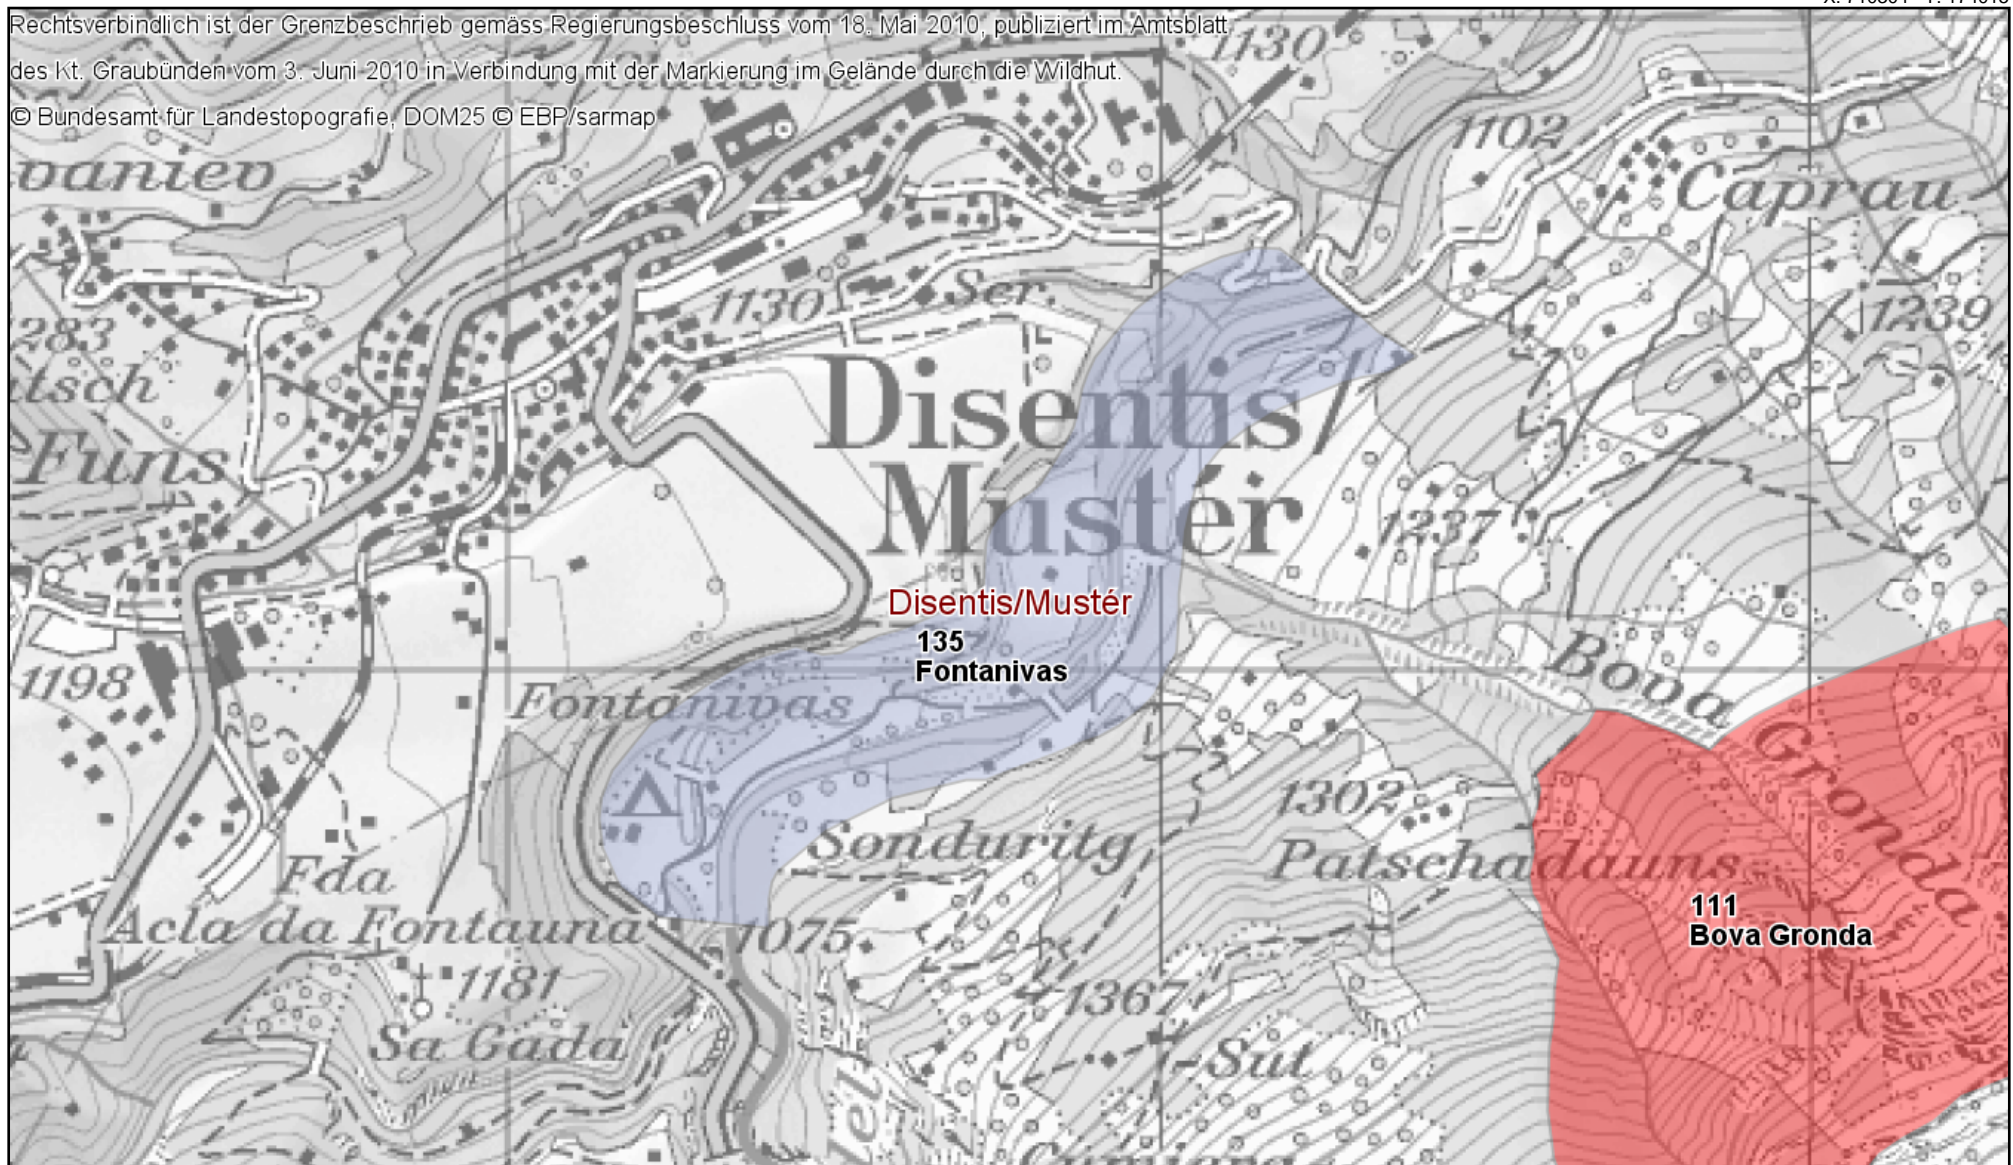 Rechtsverbindlich ist der Grenzbeschrieb gemäss Regierungsbeschluss vom 18. Mai 2010, publiziert im Amtsblatt
des Kt. Graubünden vom 3. Juni 2010 in Verbindung mit der Markierung im Gelände durch die Wildhut.
© Bundesamt für Landestopografie, DOM25 © EBP/sarmap
1130
1102
Caprau
1239
1130
Scr.
Disentis/
Mustér
Funs
1237
Disentis/Mustér
135
Fontanivas
1198
Fontanivas
Bova Gronda
1302
Sonduritg
Patschadauns
111
Bova Gronda
Fda
Acla da Fontauna
1075
1181
1367
Sa Gada
-Sut